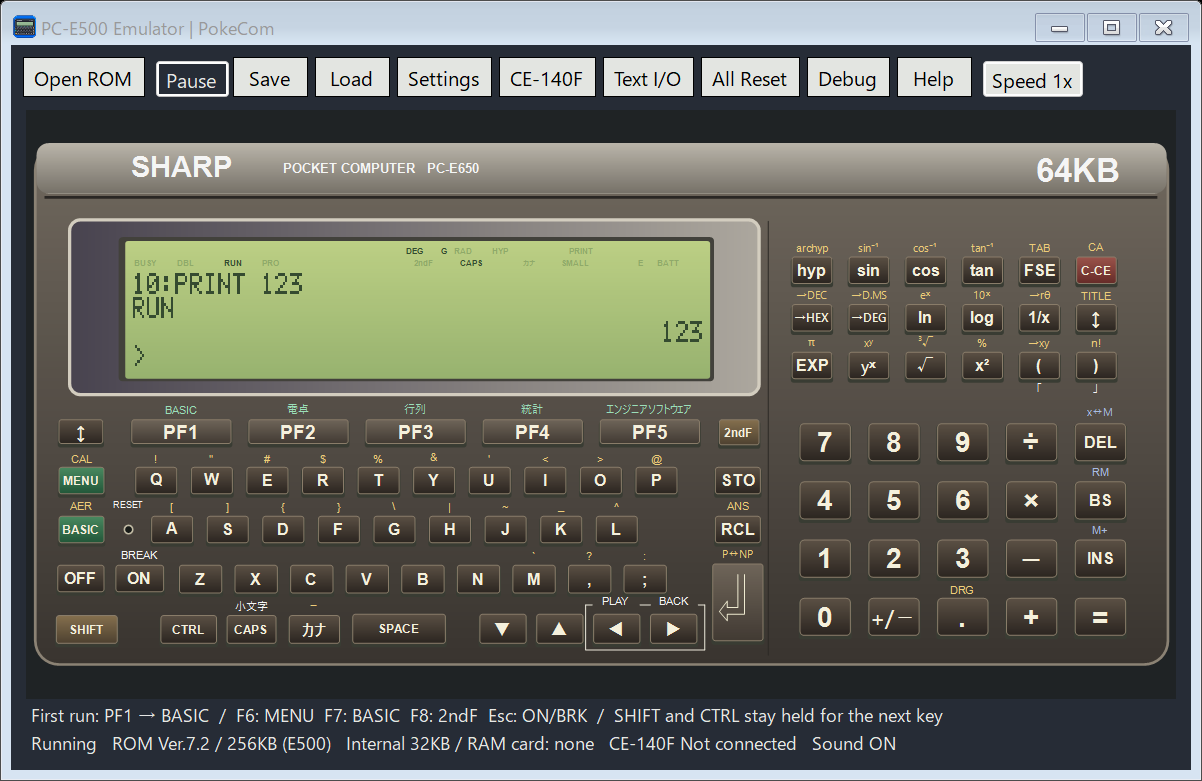 PC-E500 Emulator | PokeCom
Open ROM Pause Save Load Settings CE-140F Text I/O All Reset Debug Help Speed 1x
SHARP POCKET COMPUTER PC-E650 64KB
DEG G RAD HYP PRINT
BUSY DBL RUN PRO 2ndF CAPS カナ SMALL E BATT
10:PRINT 123
RUN
123
>
archyp sin⁻¹ cos⁻¹ tan⁻¹ TAB CA
hyp sin cos tan FSE C-CE
→DEC →D.MS eˣ 10ˣ →rθ TITLE
→HEX →DEG ln log 1/x ↕
π xʸ ³√ % →xy n!
EXP yˣ √ x² ( )
「 」
BASIC 電卓 行列 統計 エンジニアソフトウエア
↕ PF1 PF2 PF3 PF4 PF5 2ndF
CAL ! " # $ % & ' < > @
MENU Q W E R T Y U I O P STO
AER RESET [ ] { } \ | ~ _ ^ ANS
BASIC A S D F G H J K L RCL
BREAK ` ? : P↔NP
OFF ON Z X C V B N M , ;
小文字 – PLAY BACK
SHIFT CTRL CAPS カナ SPACE ▼ ▲ ◀ ▶
x↔M
7 8 9 ÷ DEL
RM
4 5 6 × BS
M+
1 2 3 — INS
DRG
0 +/− . + =
First run: PF1 → BASIC / F6: MENU F7: BASIC F8: 2ndF Esc: ON/BRK / SHIFT and CTRL stay held for the next key
Running ROM Ver.7.2 / 256KB (E500) Internal 32KB / RAM card: none CE-140F Not connected Sound ON